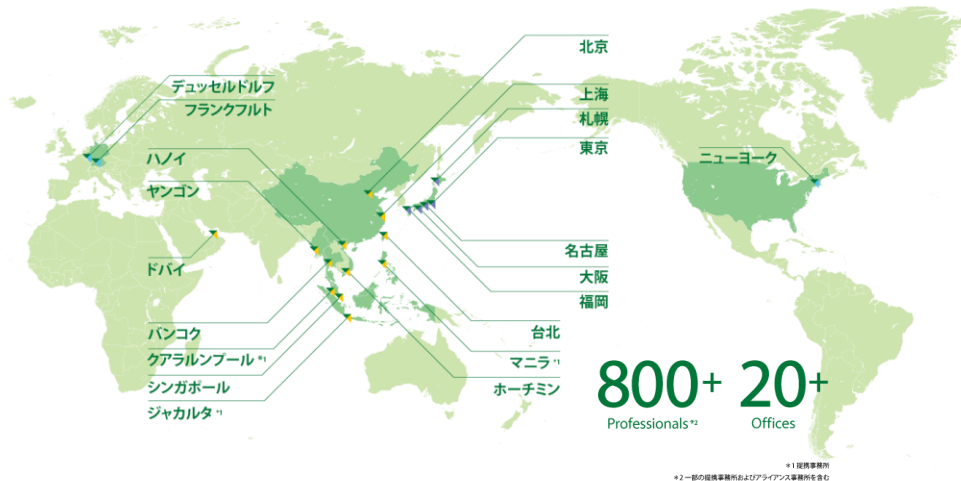 北京
デュッセルドルフ
上海
フランクフルト
札幌
東京
ハノイ
ニューヨーク
ヤンゴン
名古屋
ドバイ
大阪
福岡
バンコク
台北
クアラルンプール *1
マニラ *1
シンガポール
ホーチミン
ジャカルタ *1
800+ 20+
Professionals *2 Offices
*1 提携事務所
*2 一部の提携事務所およびアライアンス事務所を含む